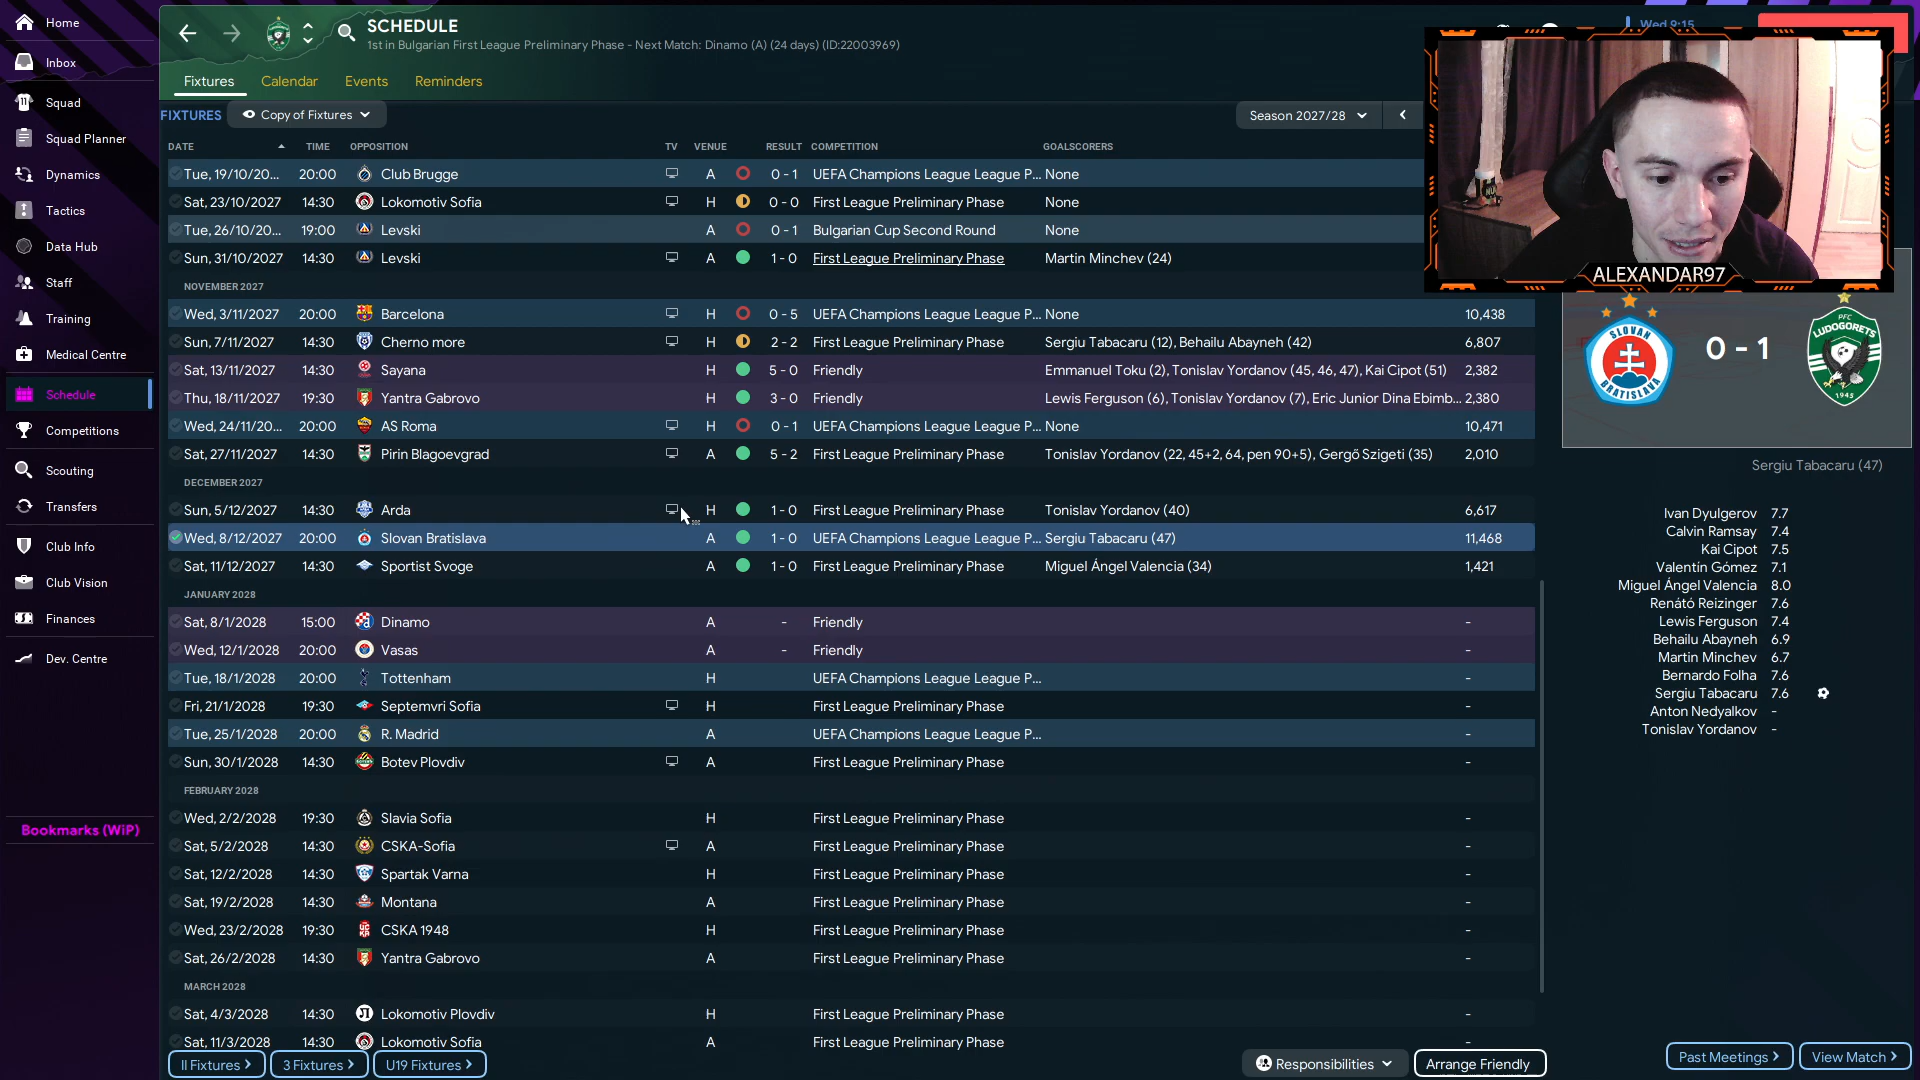 Home
Inbox
Squad
Squad Planner
Dynamics
Tactics
Data Hub
Staff
Training
Medical Centre
Schedule
Competitions
Scouting
Transfers
Club Info
Club Vision
Finances
Dev. Centre
Bookmarks (WiP)
SCHEDULE
1st in Bulgarian First League Preliminary Phase - Next Match: Dinamo (A) (24 days) (ID:22003969)
Wed 9:15
Fixtures Calendar Events Reminders
FIXTURES Copy of Fixtures Season 2027/28
DATE TIME OPPOSITION TV VENUE RESULT COMPETITION GOALSCORERS
Tue, 19/10/20... 20:00 Club Brugge A 0 - 1 UEFA Champions League League P... None
Sat, 23/10/2027 14:30 Lokomotiv Sofia H 0 - 0 First League Preliminary Phase None
Tue, 26/10/20... 19:00 Levski A 0 - 1 Bulgarian Cup Second Round None
Sun, 31/10/2027 14:30 Levski A 1 - 0 First League Preliminary Phase Martin Minchev (24)
NOVEMBER 2027
Wed, 3/11/2027 20:00 Barcelona H 0 - 5 UEFA Champions League League P... None 10,438
Sun, 7/11/2027 14:30 Cherno more H 2 - 2 First League Preliminary Phase Sergiu Tabacaru (12), Behailu Abayneh (42) 6,807
Sat, 13/11/2027 14:30 Sayana H 5 - 0 Friendly Emmanuel Toku (2), Tonislav Yordanov (45, 46, 47), Kai Cipot (51) 2,382
Thu, 18/11/2027 19:30 Yantra Gabrovo H 3 - 0 Friendly Lewis Ferguson (6), Tonislav Yordanov (7), Eric Junior Dina Ebimb... 2,380
Wed, 24/11/20... 20:00 AS Roma H 0 - 1 UEFA Champions League League P... None 10,471
Sat, 27/11/2027 14:30 Pirin Blagoevgrad A 5 - 2 First League Preliminary Phase Tonislav Yordanov (22, 45+2, 64, pen 90+5), Gergő Szigeti (35) 2,010
DECEMBER 2027
Sun, 5/12/2027 14:30 Arda H 1 - 0 First League Preliminary Phase Tonislav Yordanov (40) 6,617
Wed, 8/12/2027 20:00 Slovan Bratislava A 1 - 0 UEFA Champions League League P... Sergiu Tabacaru (47) 11,468
Sat, 11/12/2027 14:30 Sportist Svoge A 1 - 0 First League Preliminary Phase Miguel Ángel Valencia (34) 1,421
JANUARY 2028
Sat, 8/1/2028 15:00 Dinamo A - Friendly -
Wed, 12/1/2028 20:00 Vasas A - Friendly -
Tue, 18/1/2028 20:00 Tottenham H UEFA Champions League League P... -
Fri, 21/1/2028 19:30 Septemvri Sofia H First League Preliminary Phase -
Tue, 25/1/2028 20:00 R. Madrid A UEFA Champions League League P... -
Sun, 30/1/2028 14:30 Botev Plovdiv A First League Preliminary Phase -
FEBRUARY 2028
Wed, 2/2/2028 19:30 Slavia Sofia H First League Preliminary Phase -
Sat, 5/2/2028 14:30 CSKA-Sofia A First League Preliminary Phase -
Sat, 12/2/2028 14:30 Spartak Varna H First League Preliminary Phase -
Sat, 19/2/2028 14:30 Montana A First League Preliminary Phase -
Wed, 23/2/2028 19:30 CSKA 1948 H First League Preliminary Phase -
Sat, 26/2/2028 14:30 Yantra Gabrovo A First League Preliminary Phase -
MARCH 2028
Sat, 4/3/2028 14:30 Lokomotiv Plovdiv H First League Preliminary Phase -
Sat, 11/3/2028 14:30 Lokomotiv Sofia A First League Preliminary Phase -
II Fixtures 3 Fixtures U19 Fixtures Responsibilities Arrange Friendly
ALEXANDAR97
SLOVAN BRATISLAVA
0 - 1
PFC LUDOGORETS 1945
Sergiu Tabacaru (47)
Ivan Dyulgerov 7.7
Calvin Ramsay 7.4
Kai Cipot 7.5
Valentín Gómez 7.1
Miguel Ángel Valencia 8.0
Renátó Reizinger 7.6
Lewis Ferguson 7.4
Behailu Abayneh 6.9
Martin Minchev 6.7
Bernardo Folha 7.6
Sergiu Tabacaru 7.6
Anton Nedyalkov -
Tonislav Yordanov -
Past Meetings View Match